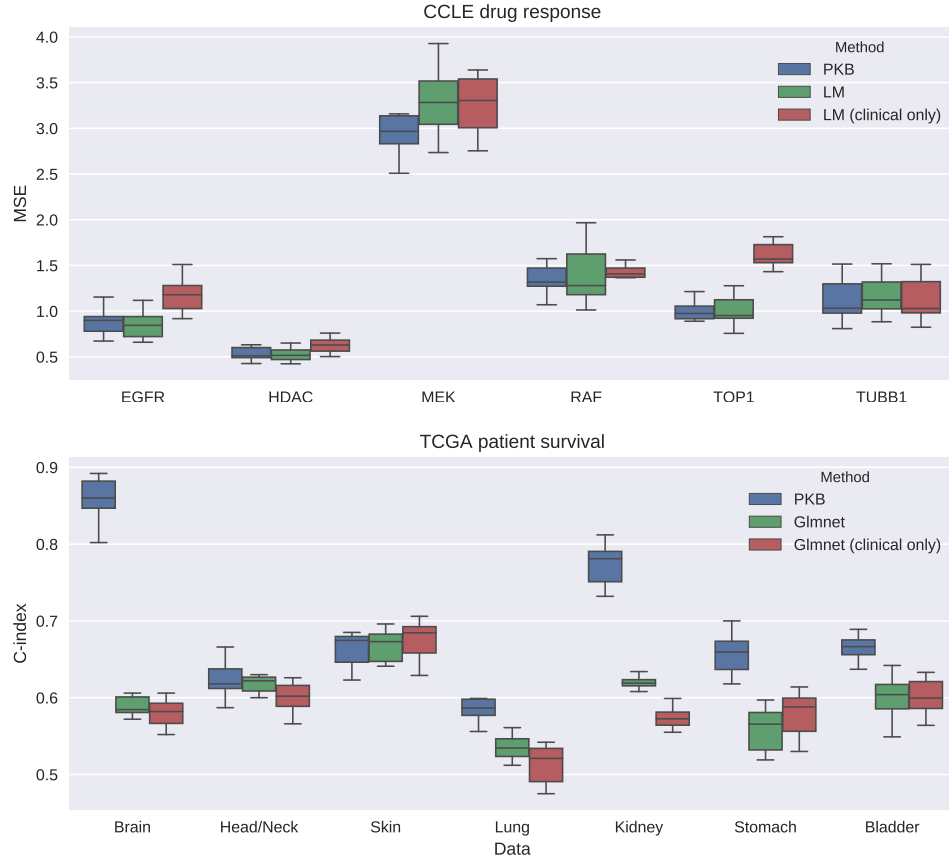 CCLE drug response
4.0
3.5
3.0
2.5
2.0
1.5
1.0
0.5
MSE
Method
PKB
LM
LM (clinical only)
EGFR HDAC MEK RAF TOP1 TUBB1
TCGA patient survival
0.9
0.8
0.7
0.6
0.5
C-index
Method
PKB
Glmnet
Glmnet (clinical only)
Brain Head/Neck Skin Lung Kidney Stomach Bladder
Data